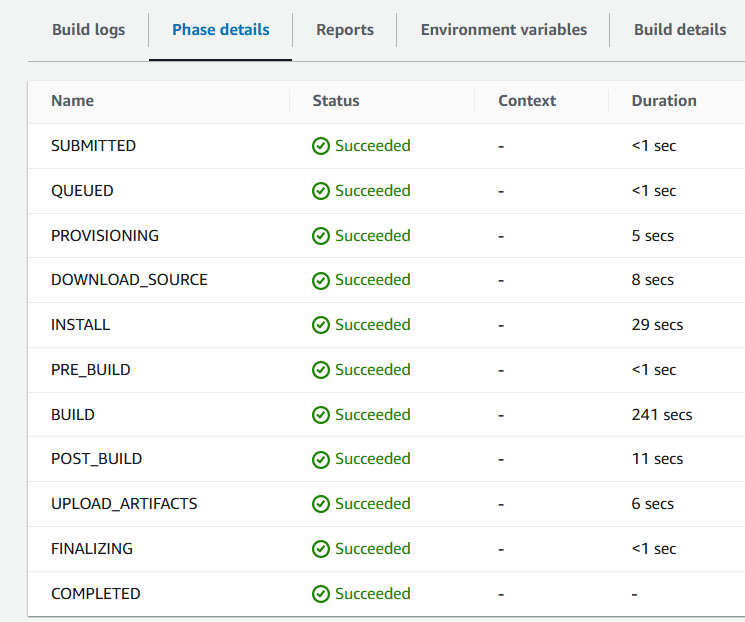 Build logs Phase details Reports Environment variables Build details
Name Status Context Duration
SUBMITTED Succeeded - <1 sec
QUEUED Succeeded - <1 sec
PROVISIONING Succeeded - 5 secs
DOWNLOAD_SOURCE Succeeded - 8 secs
INSTALL Succeeded - 29 secs
PRE_BUILD Succeeded - <1 sec
BUILD Succeeded - 241 secs
POST_BUILD Succeeded - 11 secs
UPLOAD_ARTIFACTS Succeeded - 6 secs
FINALIZING Succeeded - <1 sec
COMPLETED Succeeded - -